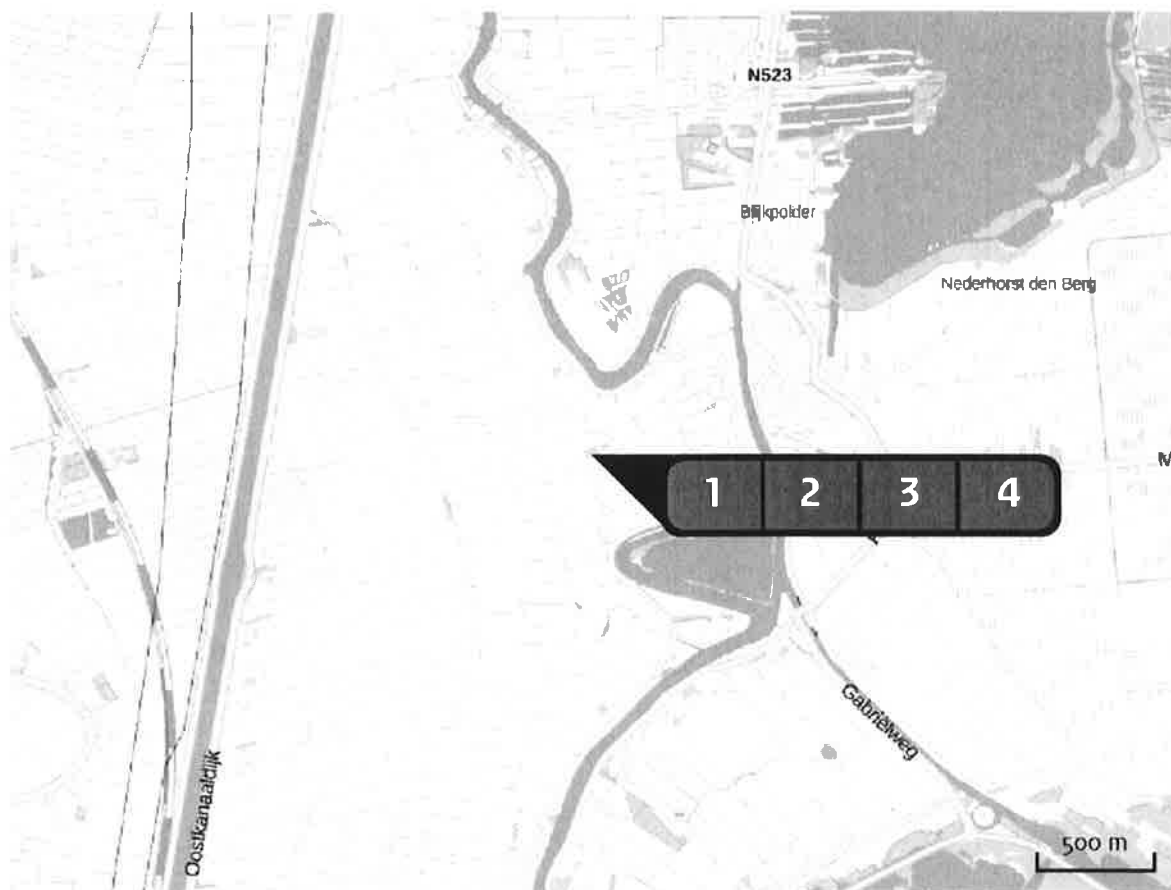 N523
Nederhorst den Berg
1 2 3 4
Gabriëlweg
Oostkanaaldijk
500 m